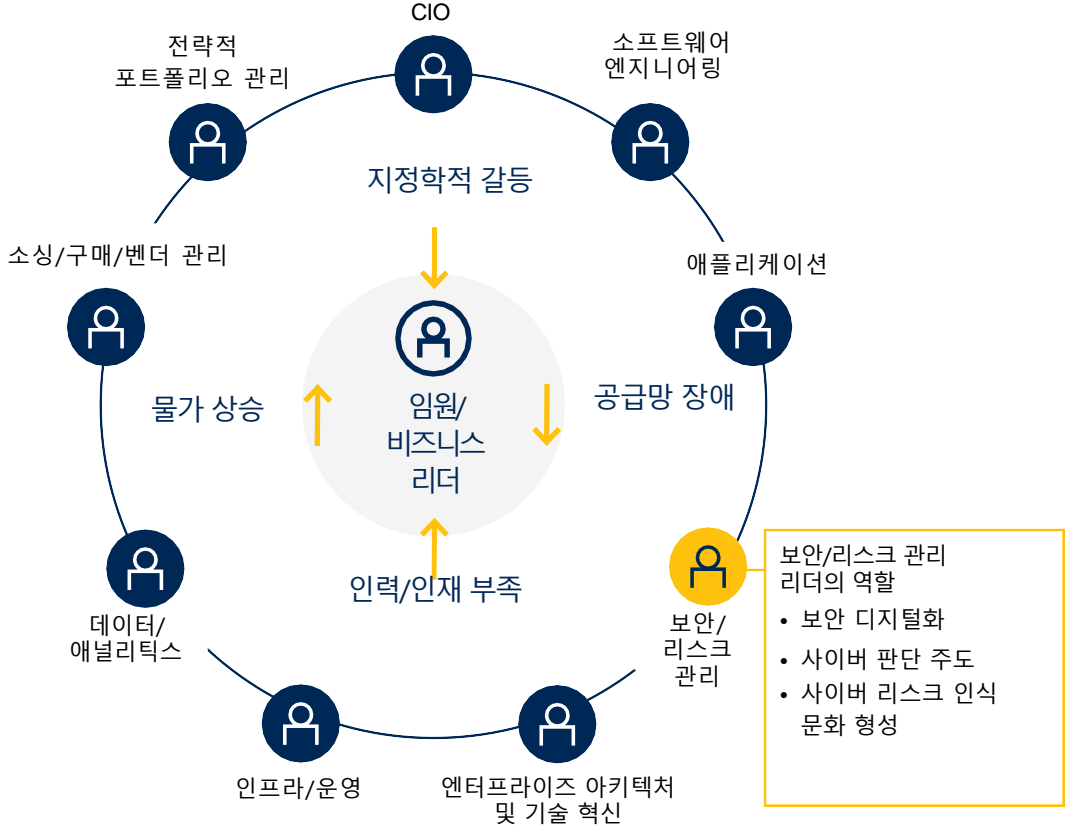 CIO
전략적
포트폴리오 관리
소프트웨어
엔지니어링
지정학적 갈등
소싱/구매/벤더 관리
애플리케이션
물가 상승
임원/
비즈니스
리더
공급망 장애
인력/인재 부족
데이터/
애널리틱스
보안/
리스크
관리
보안/리스크 관리
리더의 역할
• 보안 디지털화
• 사이버 판단 주도
• 사이버 리스크 인식
문화 형성
인프라/운영
엔터프라이즈 아키텍처
및 기술 혁신